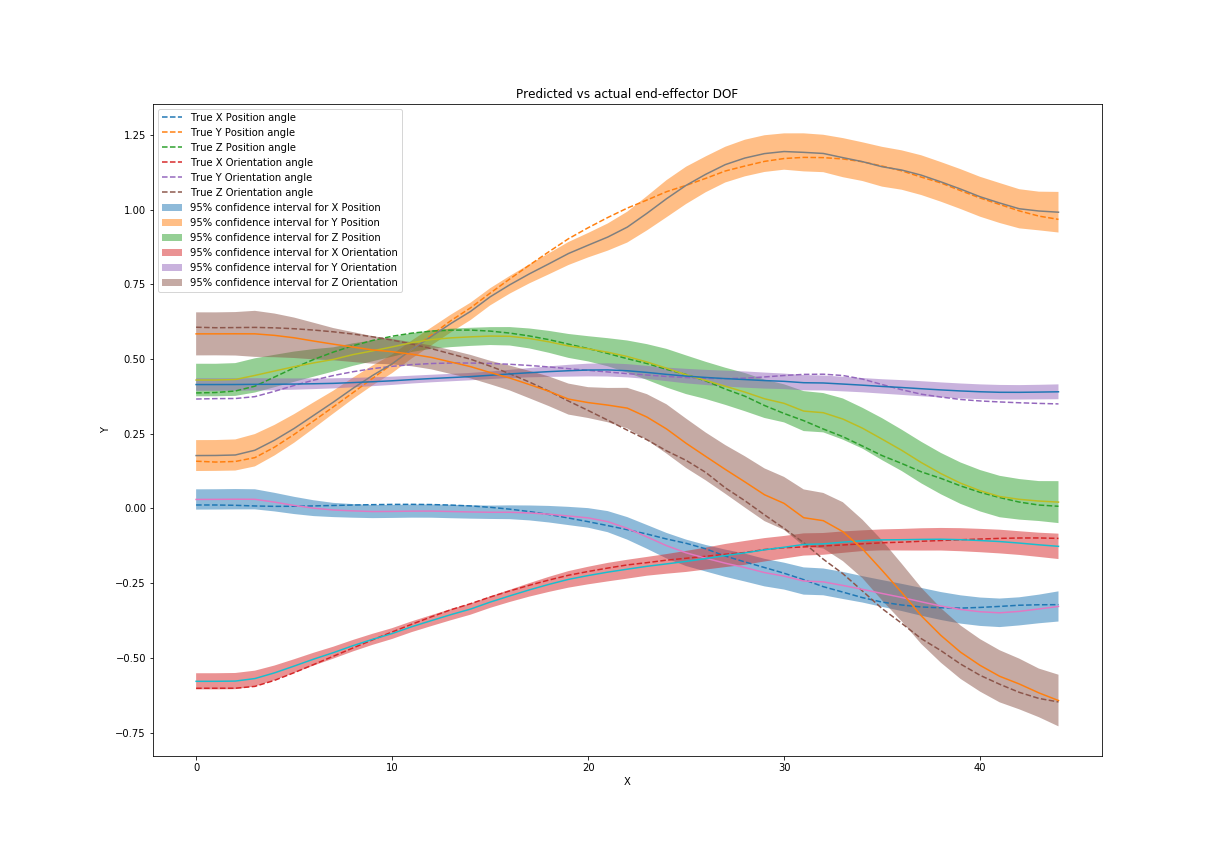 Predicted vs actual end-effector DOF
True X Position angle
True Y Position angle
True Z Position angle
True X Orientation angle
True Y Orientation angle
True Z Orientation angle
95% confidence interval for X Position
95% confidence interval for Y Position
95% confidence interval for Z Position
95% confidence interval for X Orientation
95% confidence interval for Y Orientation
95% confidence interval for Z Orientation
1.25
1.00
0.75
0.50
0.25
0.00
−0.25
−0.50
−0.75
Y
0 10 20 30 40
X